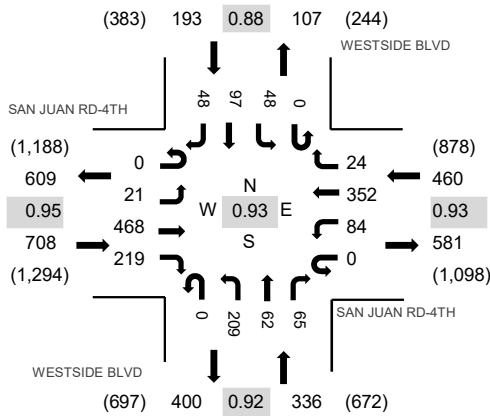 (383) 193 0.88 107 (244)
WESTSIDE BLVD
48 97 48 0
SAN JUAN RD-4TH
(1,188)
609
0.95
708
(1,294)
0
21
468
219
N
W 0.93 E
S
24
352
84
0
(878)
460
0.93
581
(1,098)
0 209 62 65
SAN JUAN RD-4TH
WESTSIDE BLVD
(697) 400 0.92 336 (672)